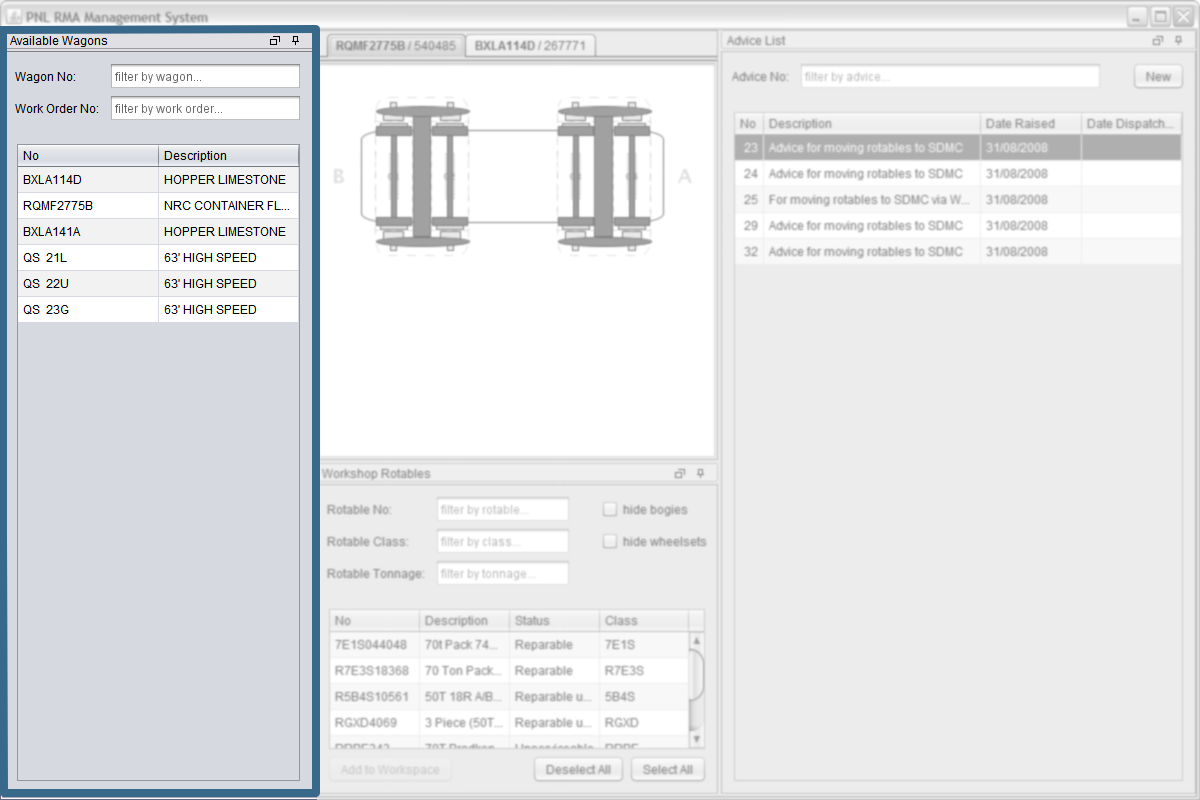 PNL RMA Management System
Available Wagons
Wagon No: filter by wagon...
Work Order No: filter by work order...
No Description
BXLA114D HOPPER LIMESTONE
RQMF2775B NRC CONTAINER FL...
BXLA141A HOPPER LIMESTONE
QS 21L 63' HIGH SPEED
QS 22U 63' HIGH SPEED
QS 23G 63' HIGH SPEED
RQMF2775B / 540485 BXLA114D / 267771
B A
Workshop Rotables
Rotable No: filter by rotable... hide bogies
Rotable Class: filter by class... hide wheelsets
Rotable Tonnage: filter by tonnage...
No Description Status Class
7E1S044048 70t Pack 74... Reparable 7E1S
R7E3S18368 70 Ton Pack... Reparable R7E3S
R5B4S10561 50T 18R A/B... Reparable u... 5B4S
RGXD4069 3 Piece (50T... Reparable u... RGXD
Add to Workspace Deselect All Select All
Advice List
Advice No: filter by advice... New
No Description Date Raised Date Dispatch...
23 Advice for moving rotables to SDMC 31/08/2008
24 Advice for moving rotables to SDMC 31/08/2008
25 For moving rotables to SDMC via W... 31/08/2008
29 Advice for moving rotables to SDMC 31/08/2008
32 Advice for moving rotables to SDMC 31/08/2008